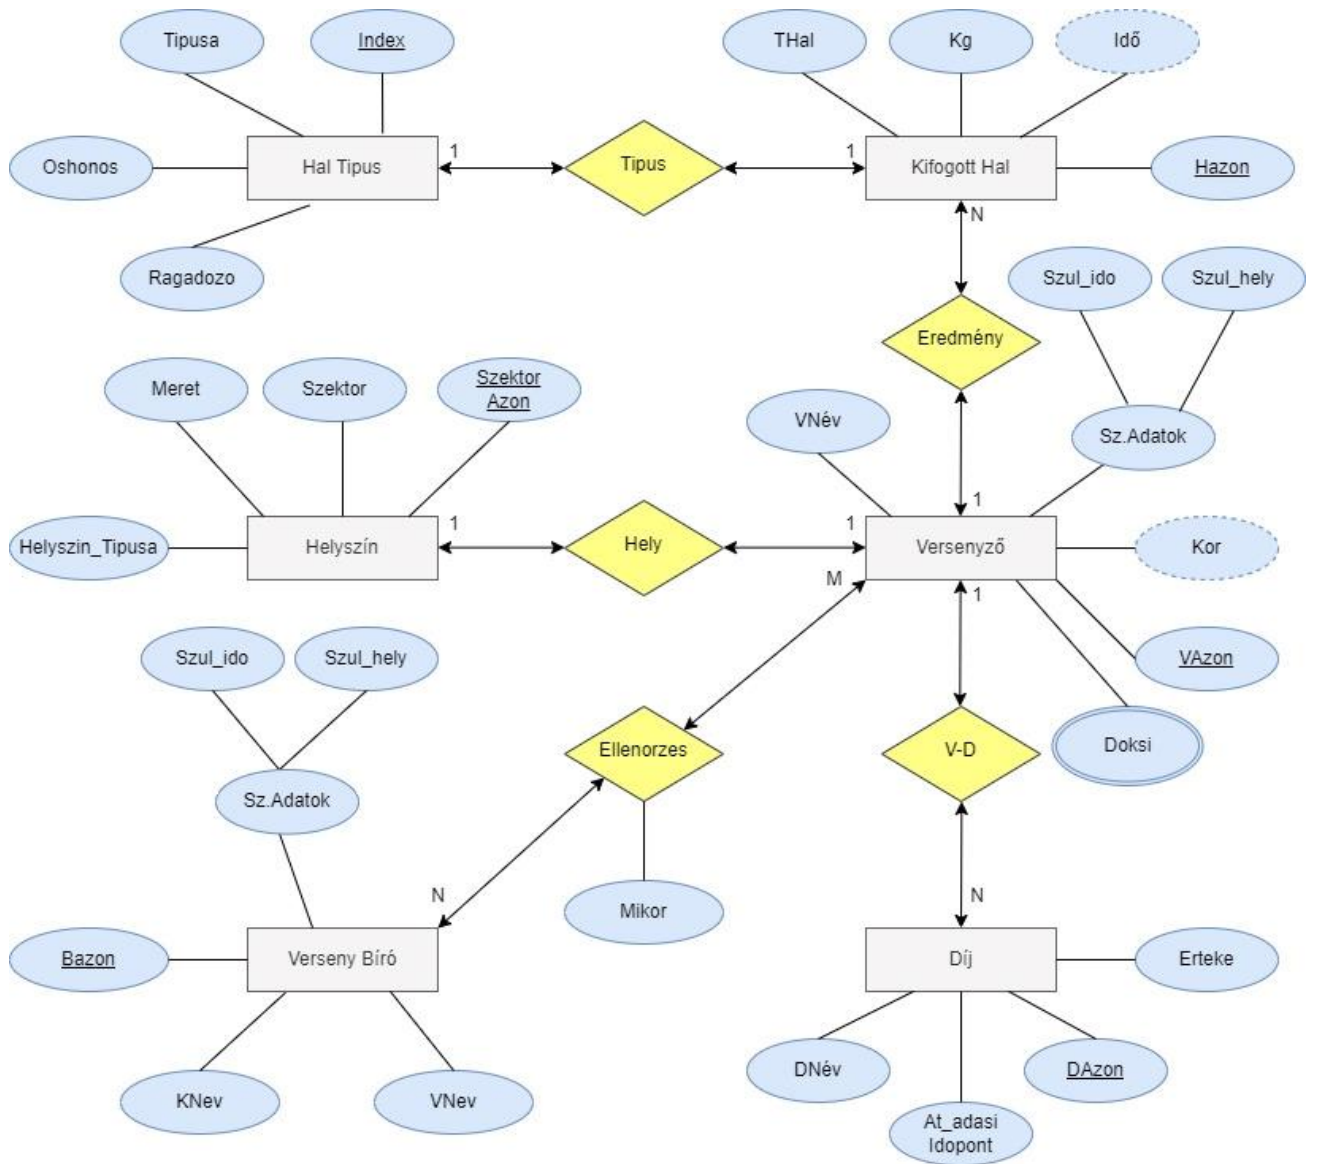 Tipusa
Index
THal
Kg
Idő
Oshonos
Hal Tipus
1
Tipus
1
Kifogott Hal
Hazon
N
Ragadozo
Szul_ido
Szul_hely
Eredmény
Meret
Szektor
Szektor
Azon
VNév
Sz.Adatok
1
Helyszin_Tipusa
Helyszín
1
Hely
1
Versenyző
Kor
M
1
Szul_ido
Szul_hely
VAzon
Ellenorzes
V-D
Doksi
Sz.Adatok
N
Mikor
N
Bazon
Verseny Bíró
Díj
Erteke
KNev
VNev
DNév
At_adasi
Idopont
DAzon